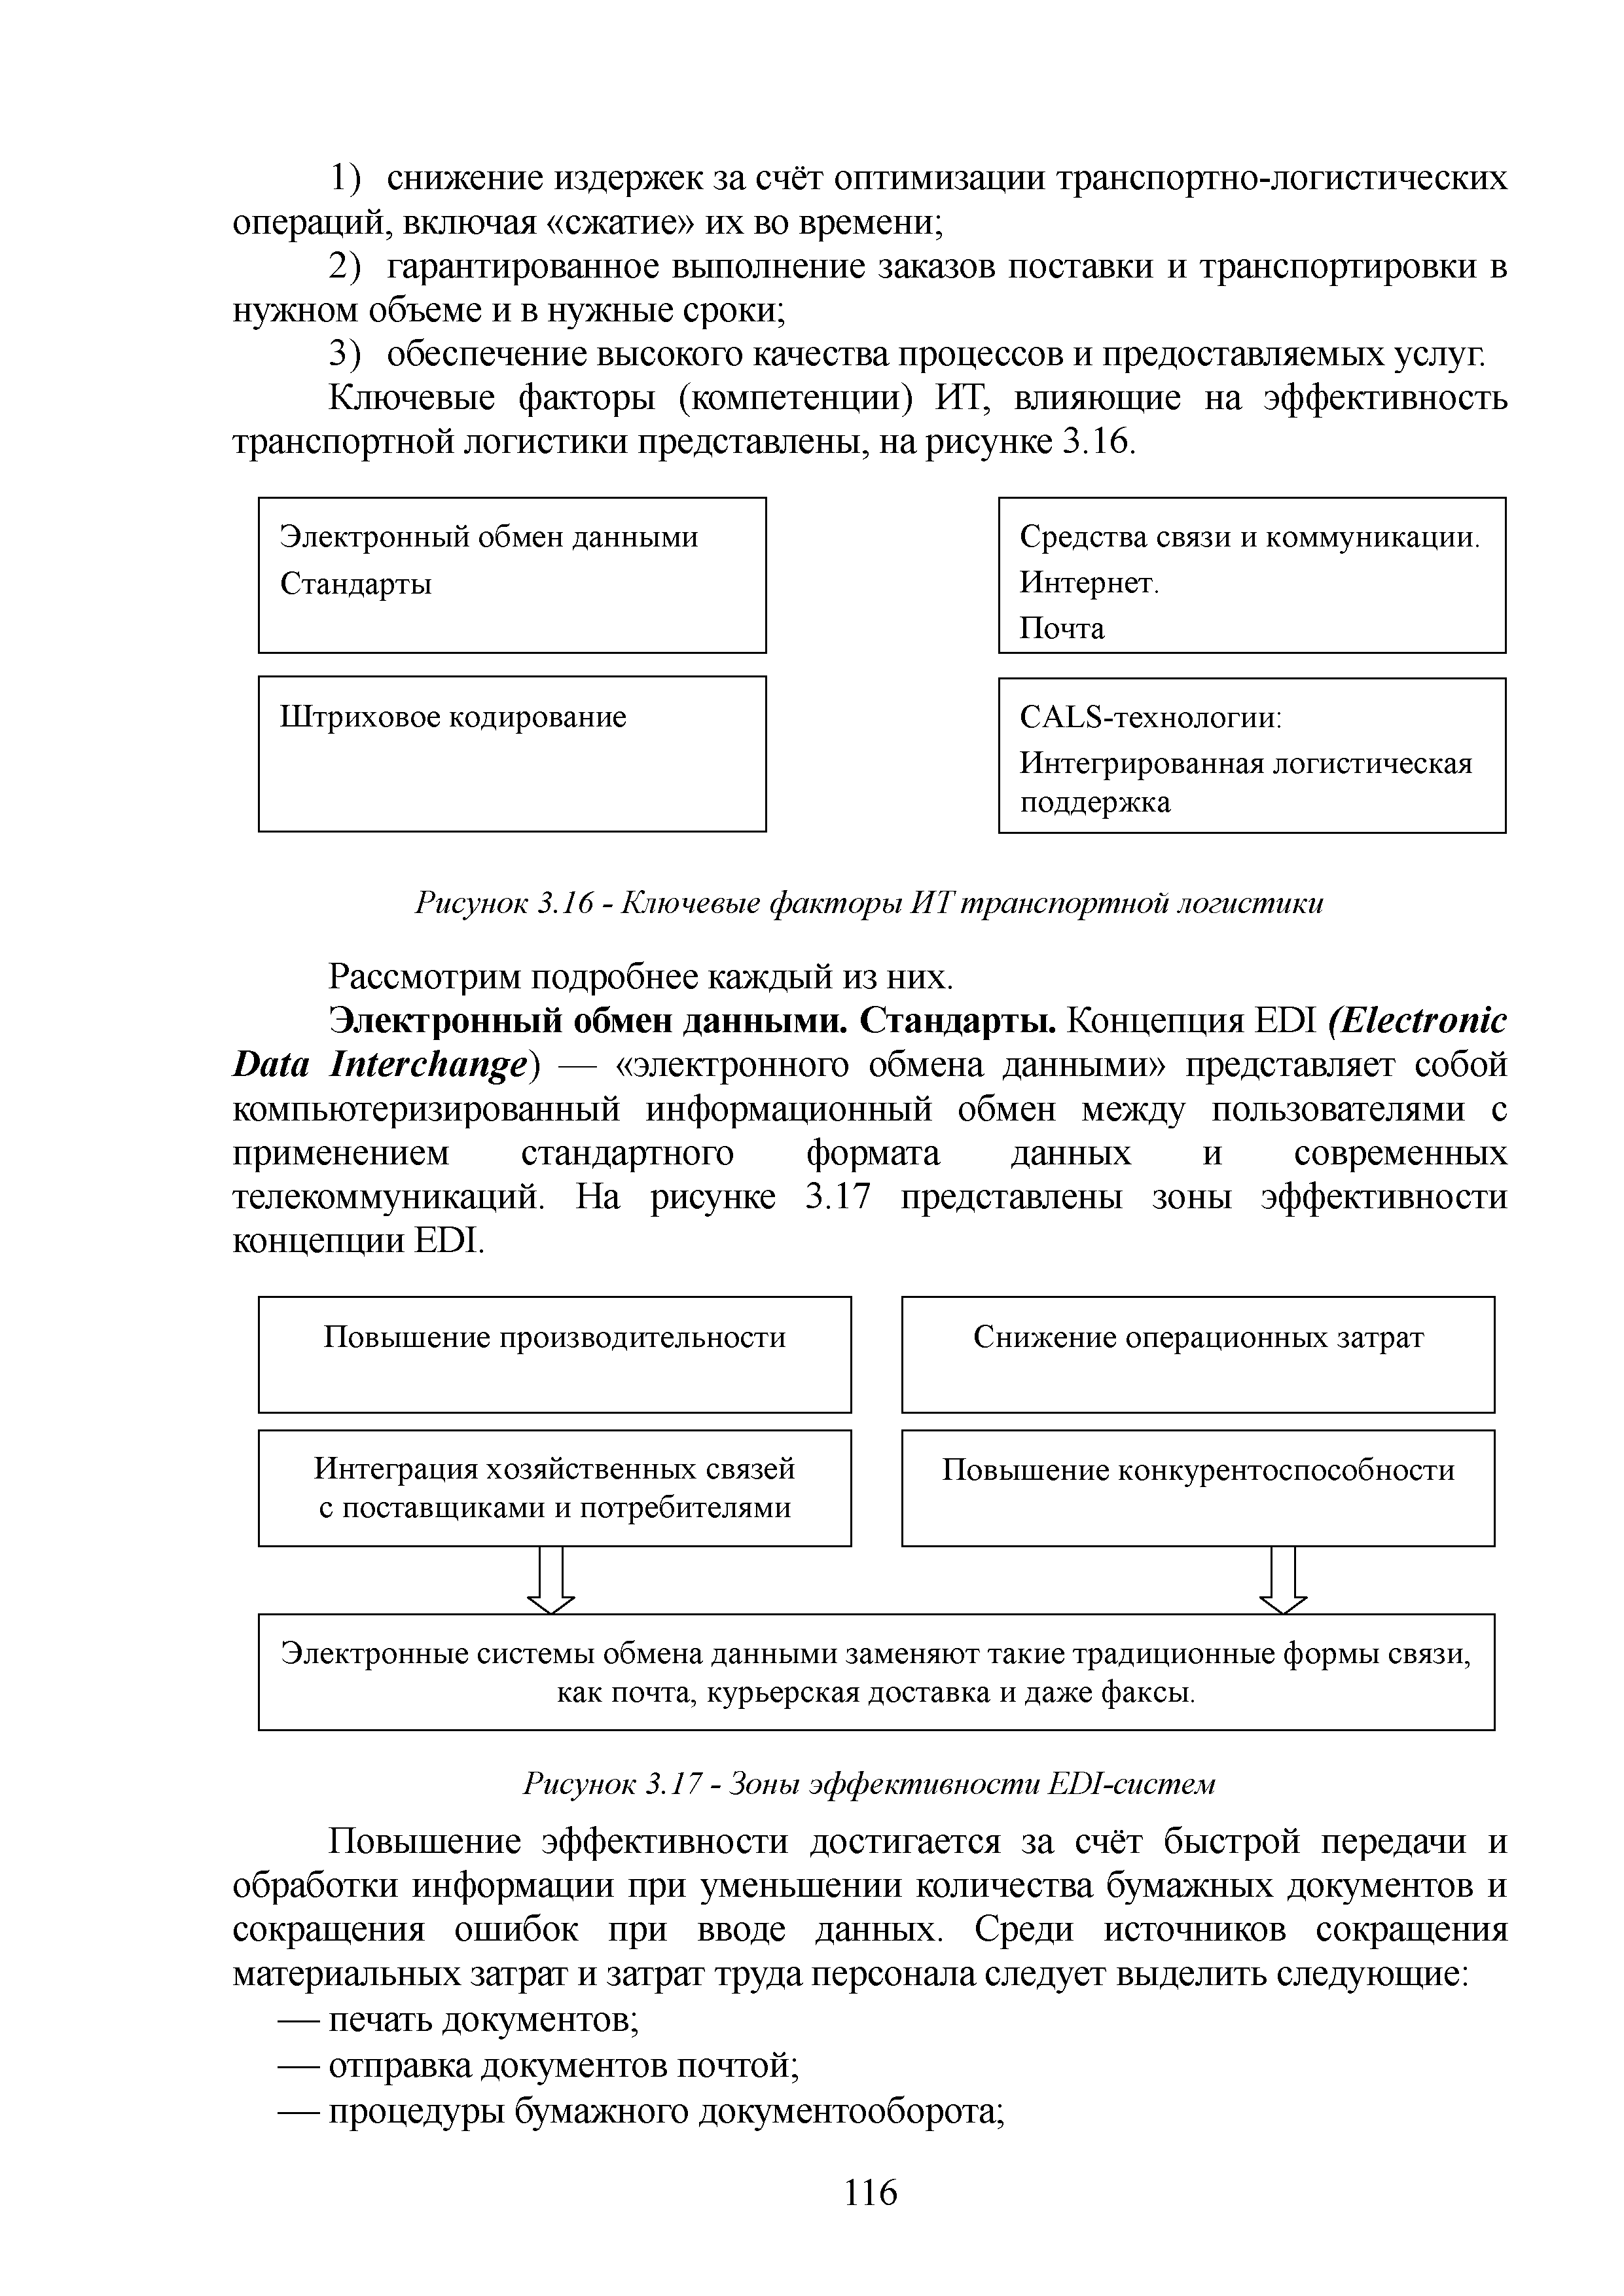 1) снижение издержек за счёт оптимизации транспортно-логистических
операций, включая «сжатие» их во времени;
2) гарантированное выполнение заказов поставки и транспортировки в
нужном объеме и в нужные сроки;
3) обеспечение высокого качества процессов и предоставляемых услуг.
Ключевые факторы (компетенции) ИТ, влияющие на эффективность
транспортной логистики представлены, на рисунке 3.16.
Электронный обмен данными
Стандарты
Средства связи и коммуникации.
Интернет.
Почта
Штриховое кодирование
CALS-технологии:
Интегрированная логистическая
поддержка
Рисунок 3.16 - Ключевые факторы ИТ транспортной логистики
Рассмотрим подробнее каждый из них.
Электронный обмен данными. Стандарты. Концепция EDI (Electronic
Data Interchange) — «электронного обмена данными» представляет собой
компьютеризированный информационный обмен между пользователями с
применением стандартного формата данных и современных
телекоммуникаций. На рисунке 3.17 представлены зоны эффективности
концепции EDI.
Повышение производительности
Снижение операционных затрат
Интеграция хозяйственных связей
с поставщиками и потребителями
Повышение конкурентоспособности
Электронные системы обмена данными заменяют такие традиционные формы связи,
как почта, курьерская доставка и даже факсы.
Рисунок 3.17 - Зоны эффективности EDI-систем
Повышение эффективности достигается за счёт быстрой передачи и
обработки информации при уменьшении количества бумажных документов и
сокращения ошибок при вводе данных. Среди источников сокращения
материальных затрат и затрат труда персонала следует выделить следующие:
— печать документов;
— отправка документов почтой;
— процедуры бумажного документооборота;
116